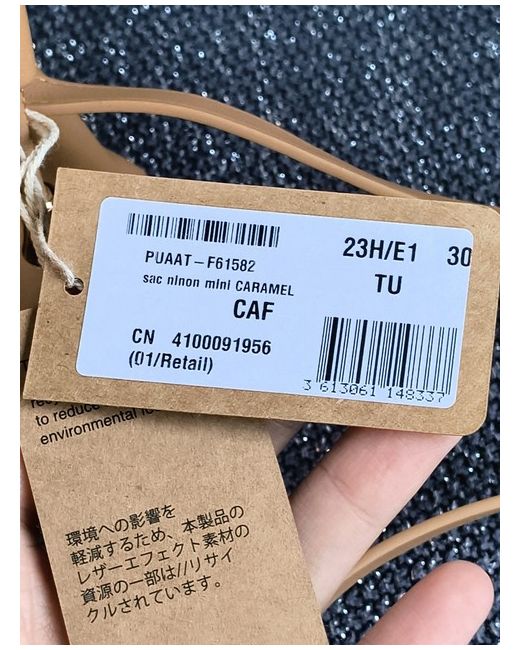 23H/E1 30
PUAAT-F61582
TU
sac ninon mini CARAMEL
CAF
CN 4100091956
(01/Retail)
3 613061 148337
to reduce
environmental
環境への影響を
軽減するため、本製品の
レザーエフェクト素材の
資源の一部は//リサイ
クルされています。